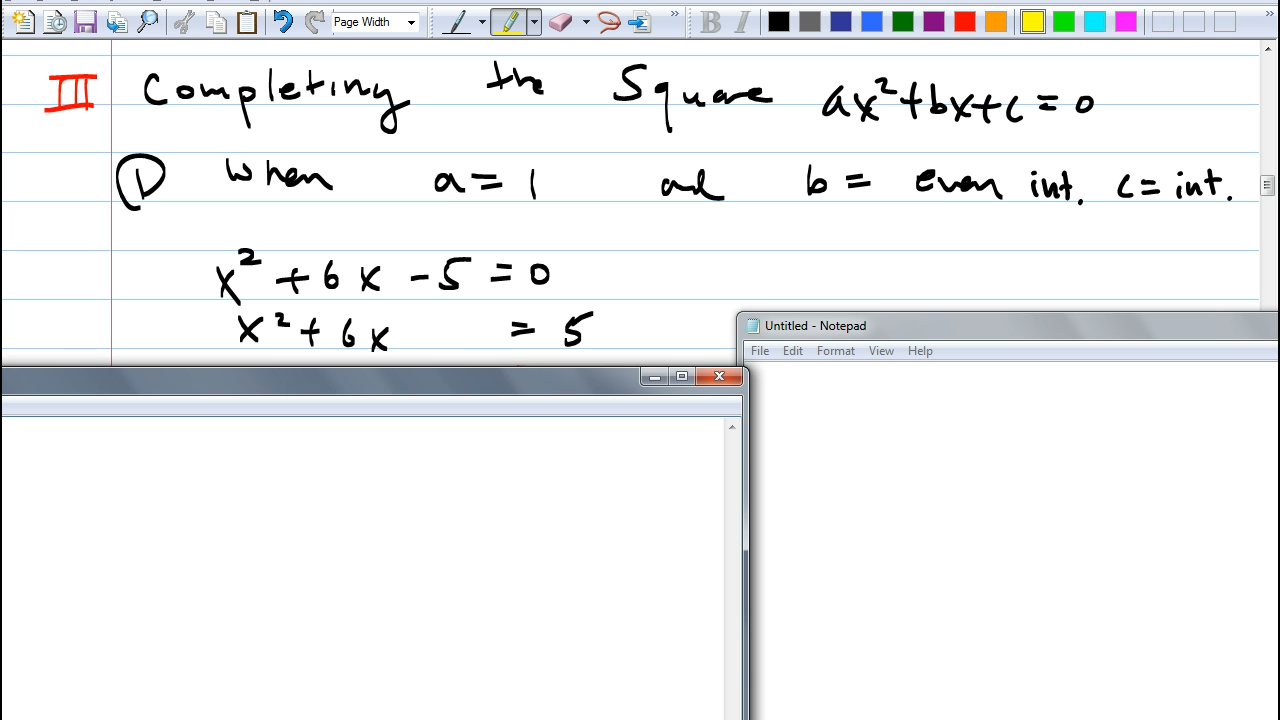 Page Width
B I
III Completing the Square ax²+bx+c=0
① When a=1 and b= even int. c=int.
x²+6x-5=0
x²+6x =5
Untitled - Notepad
File Edit Format View Help